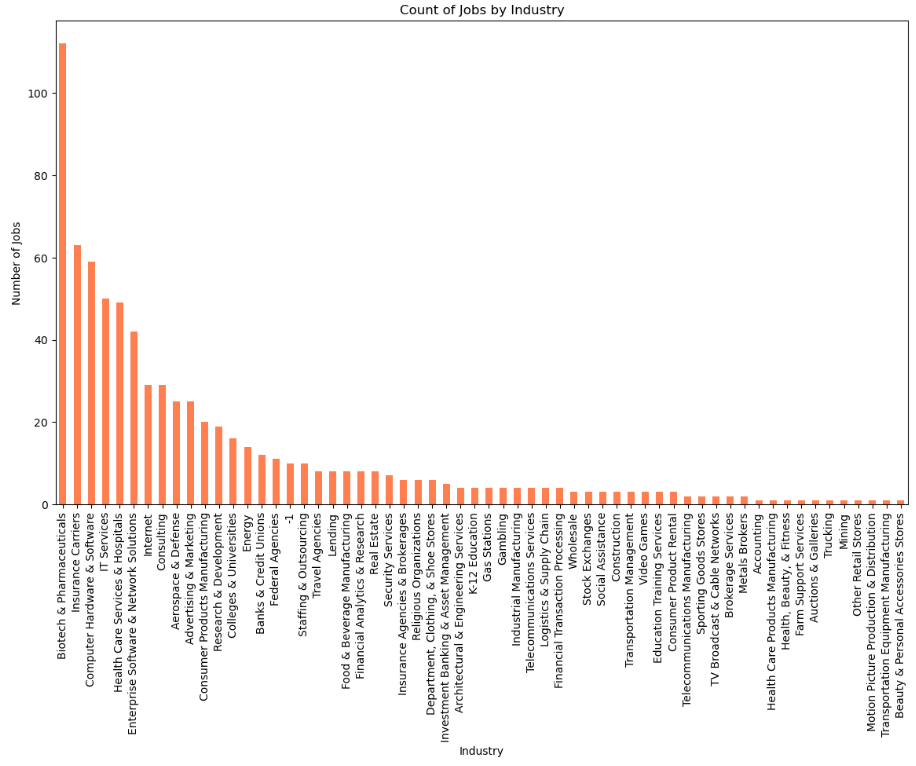 Count of Jobs by Industry
Number of Jobs
100
80
60
40
20
0
Biotech & Pharmaceuticals
Insurance Carriers
Computer Hardware & Software
IT Services
Health Care Services & Hospitals
Enterprise Software & Network Solutions
Internet
Consulting
Aerospace & Defense
Advertising & Marketing
Consumer Products Manufacturing
Research & Development
Colleges & Universities
Energy
Banks & Credit Unions
Federal Agencies
-1
Staffing & Outsourcing
Travel Agencies
Lending
Food & Beverage Manufacturing
Financial Analytics & Research
Real Estate
Security Services
Insurance Agencies & Brokerages
Religious Organizations
Department, Clothing, & Shoe Stores
Investment Banking & Asset Management
Architectural & Engineering Services
K-12 Education
Gas Stations
Gambling
Industrial Manufacturing
Telecommunications Services
Logistics & Supply Chain
Financial Transaction Processing
Wholesale
Stock Exchanges
Social Assistance
Construction
Transportation Management
Video Games
Education Training Services
Consumer Product Rental
Telecommunications Manufacturing
Sporting Goods Stores
TV Broadcast & Cable Networks
Brokerage Services
Metals Brokers
Accounting
Health Care Products Manufacturing
Health, Beauty, & Fitness
Farm Support Services
Auctions & Galleries
Trucking
Mining
Other Retail Stores
Motion Picture Production & Distribution
Transportation Equipment Manufacturing
Beauty & Personal Accessories Stores
Industry